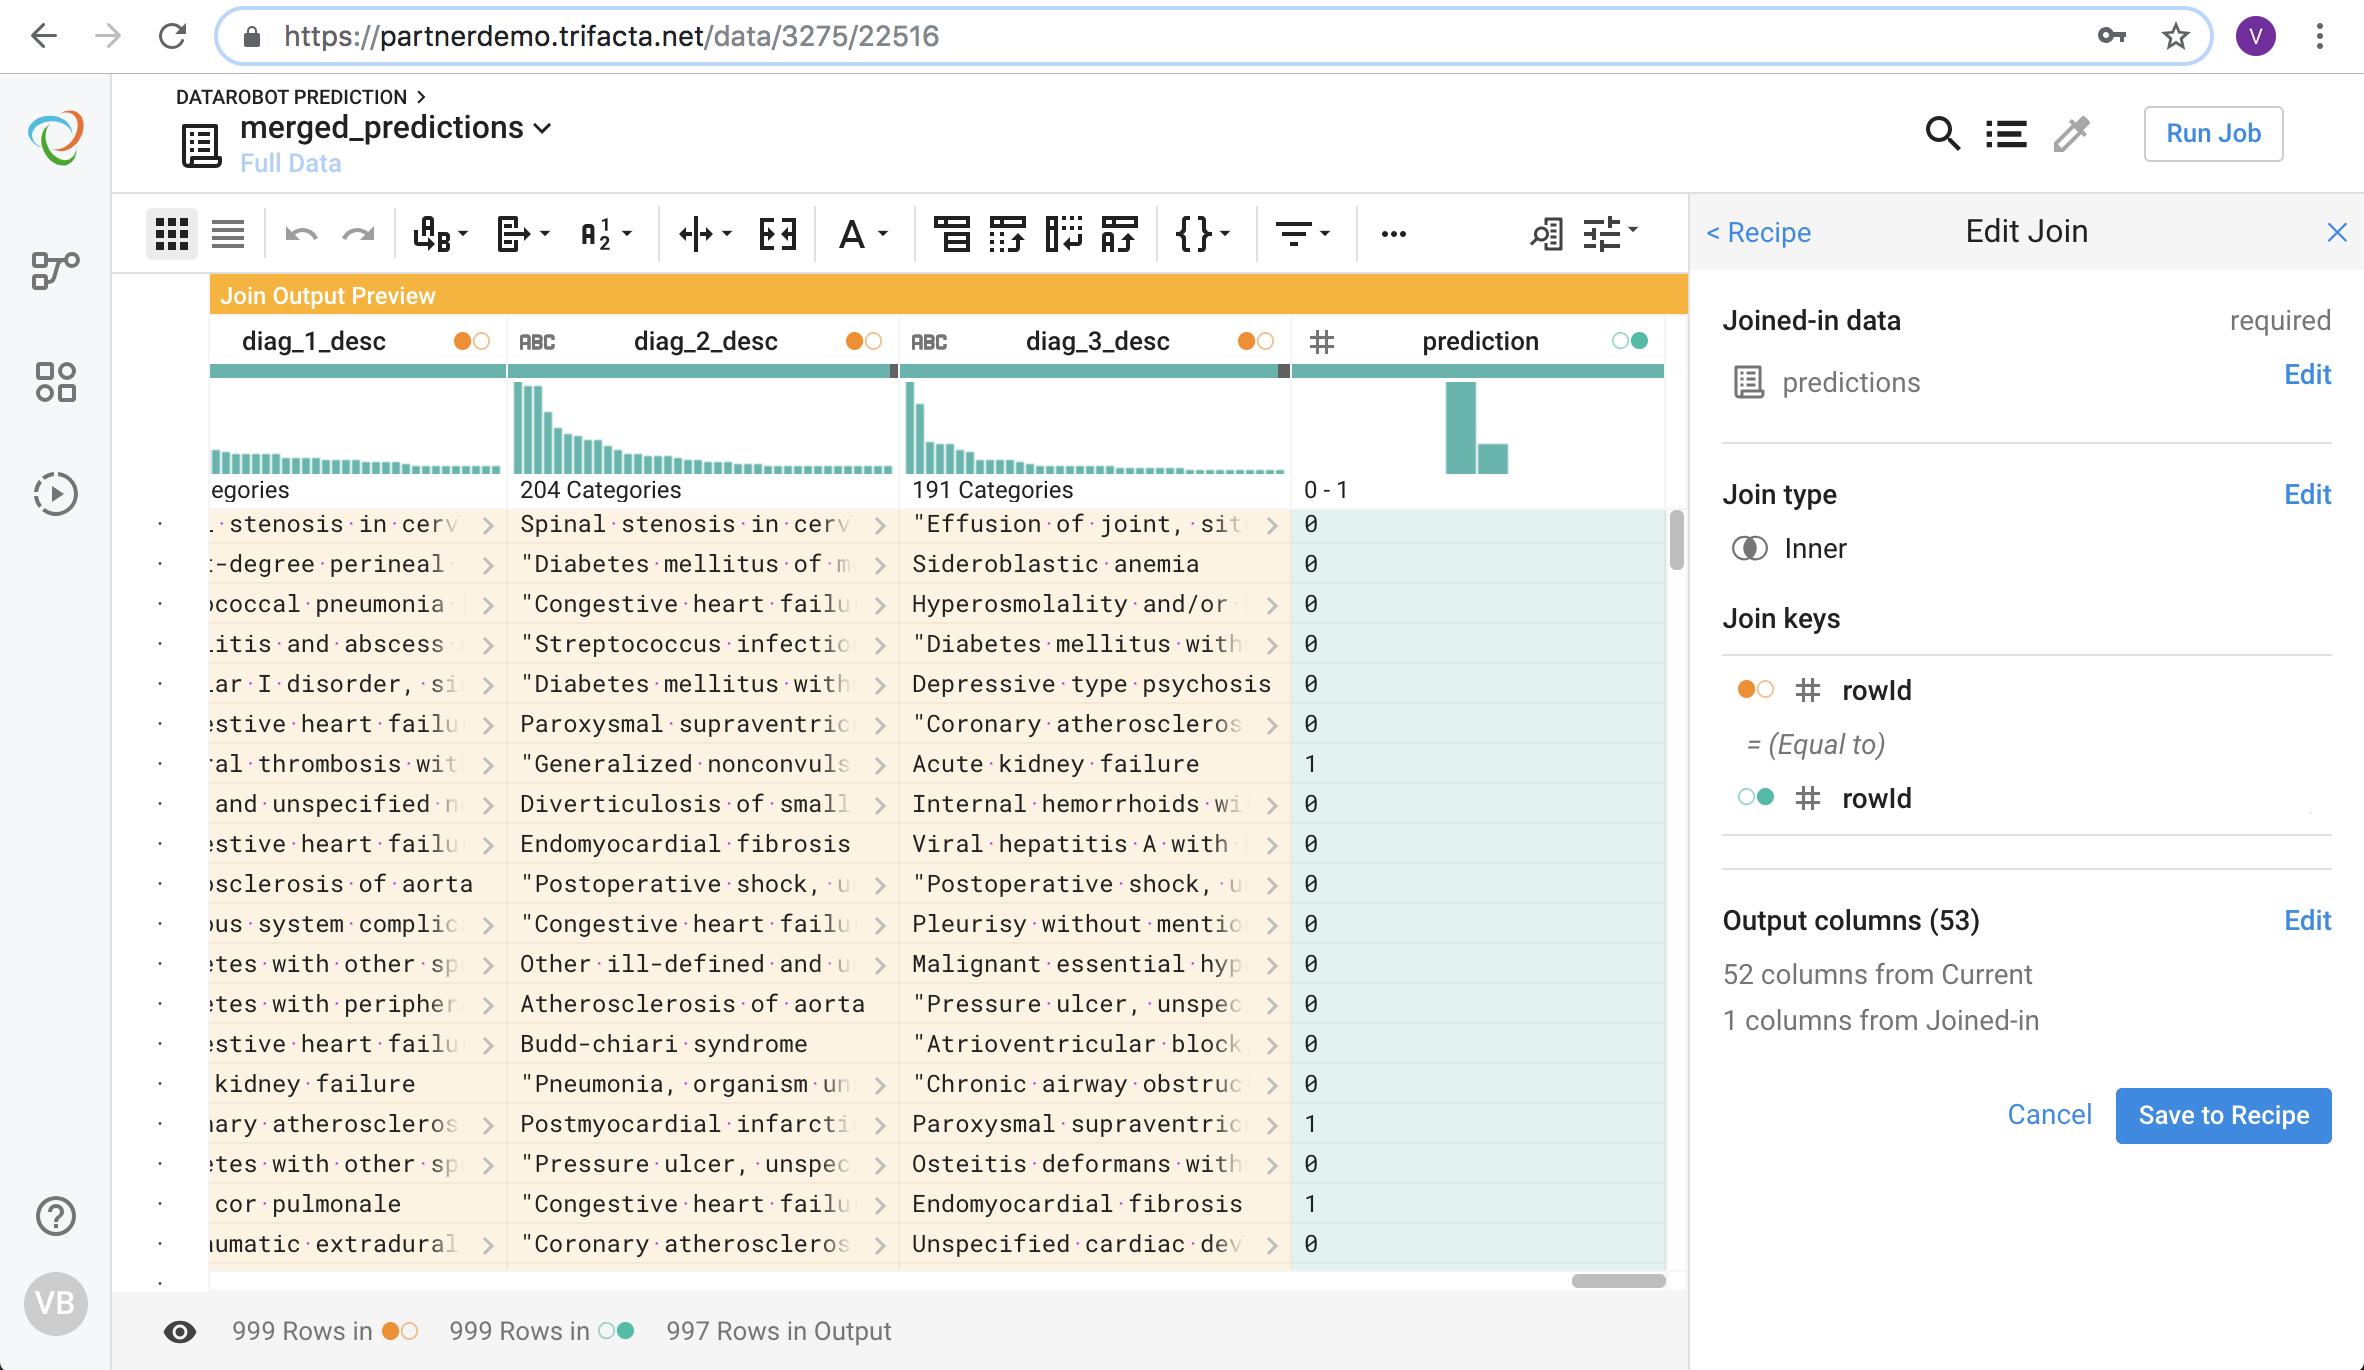 https://partnerdemo.trifacta.net/data/3275/22516
V
DATAROBOT PREDICTION >
merged_predictions
Full Data
Run Job
< Recipe
Edit Join
Join Output Preview
diag_1_desc
ABC diag_2_desc
ABC diag_3_desc
# prediction
egories
204 Categories
191 Categories
0 - 1
stenosis·in·cerv Spinal·stenosis·in·cerv "Effusion·of·joint,·sit 0
t-degree·perineal "Diabetes·mellitus·of·m Sideroblastic·anemia 0
ococcal·pneumonia "Congestive·heart·failu Hyperosmolality·and/or· 0
itis·and·abscess "Streptococcus·infectio "Diabetes·mellitus·with 0
ar·I·disorder,·si "Diabetes·mellitus·with Depressive·type·psychosis 0
estive·heart·failu Paroxysmal·supraventric "Coronary·atheroscleros 0
ral·thrombosis·wit "Generalized·nonconvuls Acute·kidney·failure 1
and·unspecified·n Diverticulosis·of·small Internal·hemorrhoids·wi 0
estive·heart·failu Endomyocardial·fibrosis Viral·hepatitis·A·with 0
osclerosis·of·aorta "Postoperative·shock,·u "Postoperative·shock,·u 0
ous·system·complic "Congestive·heart·failu Pleurisy·without·mentio 0
etes·with·other·sp Other·ill-defined·and·u Malignant·essential·hyp 0
etes·with·peripher Atherosclerosis·of·aorta "Pressure·ulcer,·unspec 0
estive·heart·failu Budd-chiari·syndrome "Atrioventricular·block 0
kidney·failure "Pneumonia,·organism·un "Chronic·airway·obstruc 0
nary·atheroscleros Postmyocardial·infarcti Paroxysmal·supraventric 1
etes·with·other·sp "Pressure·ulcer,·unspec Osteitis·deformans·with 0
cor·pulmonale "Congestive·heart·failu Endomyocardial·fibrosis 1
aumatic·extradural "Coronary·atheroscleros Unspecified·cardiac·dev 0
999 Rows in
999 Rows in
997 Rows in Output
VB
Joined-in data
required
predictions
Edit
Join type
Edit
Inner
Join keys
# rowId
= (Equal to)
# rowId
Output columns (53)
Edit
52 columns from Current
1 columns from Joined-in
Cancel
Save to Recipe